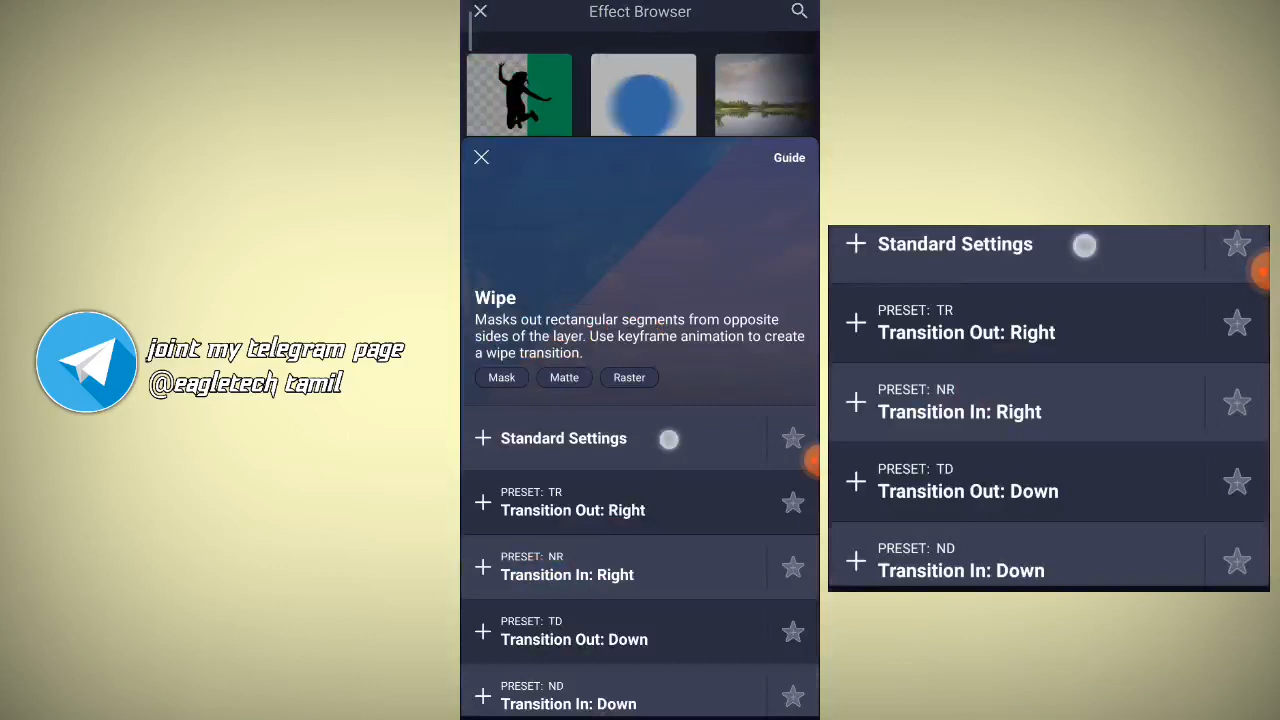 Effect Browser
Guide
Wipe
Masks out rectangular segments from opposite
sides of the layer. Use keyframe animation to create
a wipe transition.
Mask
Matte
Raster
Standard Settings
PRESET: TR
Transition Out: Right
PRESET: NR
Transition In: Right
PRESET: TD
Transition Out: Down
PRESET: ND
Transition In: Down
joint my telegram page
@eagletech tamil
Standard Settings
PRESET: TR
Transition Out: Right
PRESET: NR
Transition In: Right
PRESET: TD
Transition Out: Down
PRESET: ND
Transition In: Down